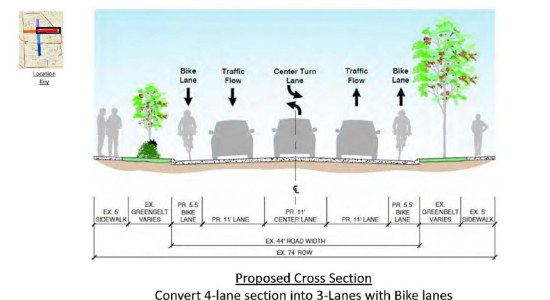 Location
Key
Bike
Lane
Traffic
Flow
Center Turn
Lane
Traffic
Flow
Bike
Lane
℄
EX. 5'
SIDEWALK
EX.
GREENBELT
VARIES
PR. 5.5'
BIKE
LANE
PR. 11' LANE
PR. 11'
CENTER LANE
PR. 11' LANE
PR. 5.5'
BIKE
LANE
EX.
GREENBELT
VARIES
EX. 5'
SIDEWALK
EX. 44' ROAD WIDTH
EX. 74' ROW
Proposed Cross Section
Convert 4-lane section into 3-Lanes with Bike lanes